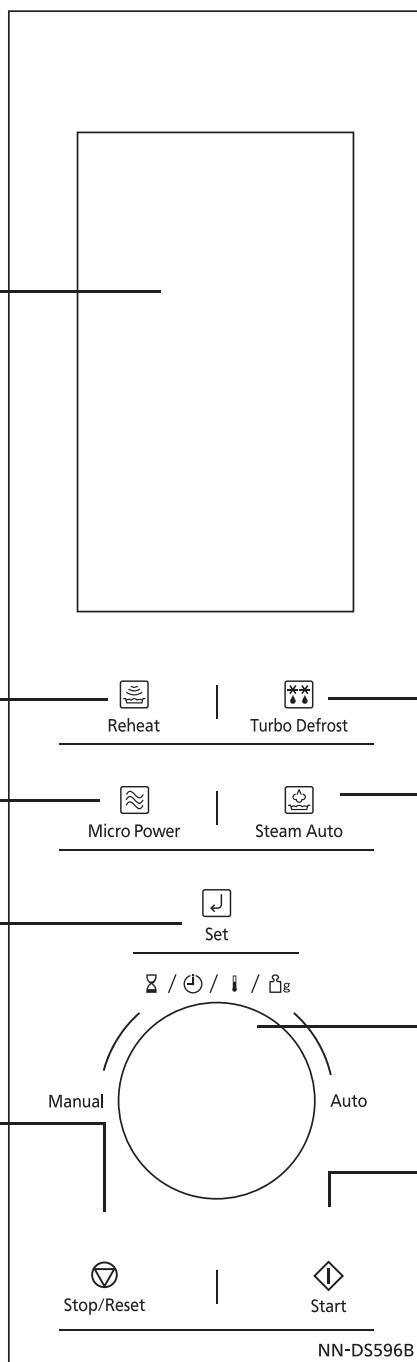 Reheat Turbo Defrost
Micro Power Steam Auto
Set
/ / / g
Manual Auto
Stop/Reset Start
NN-DS596B